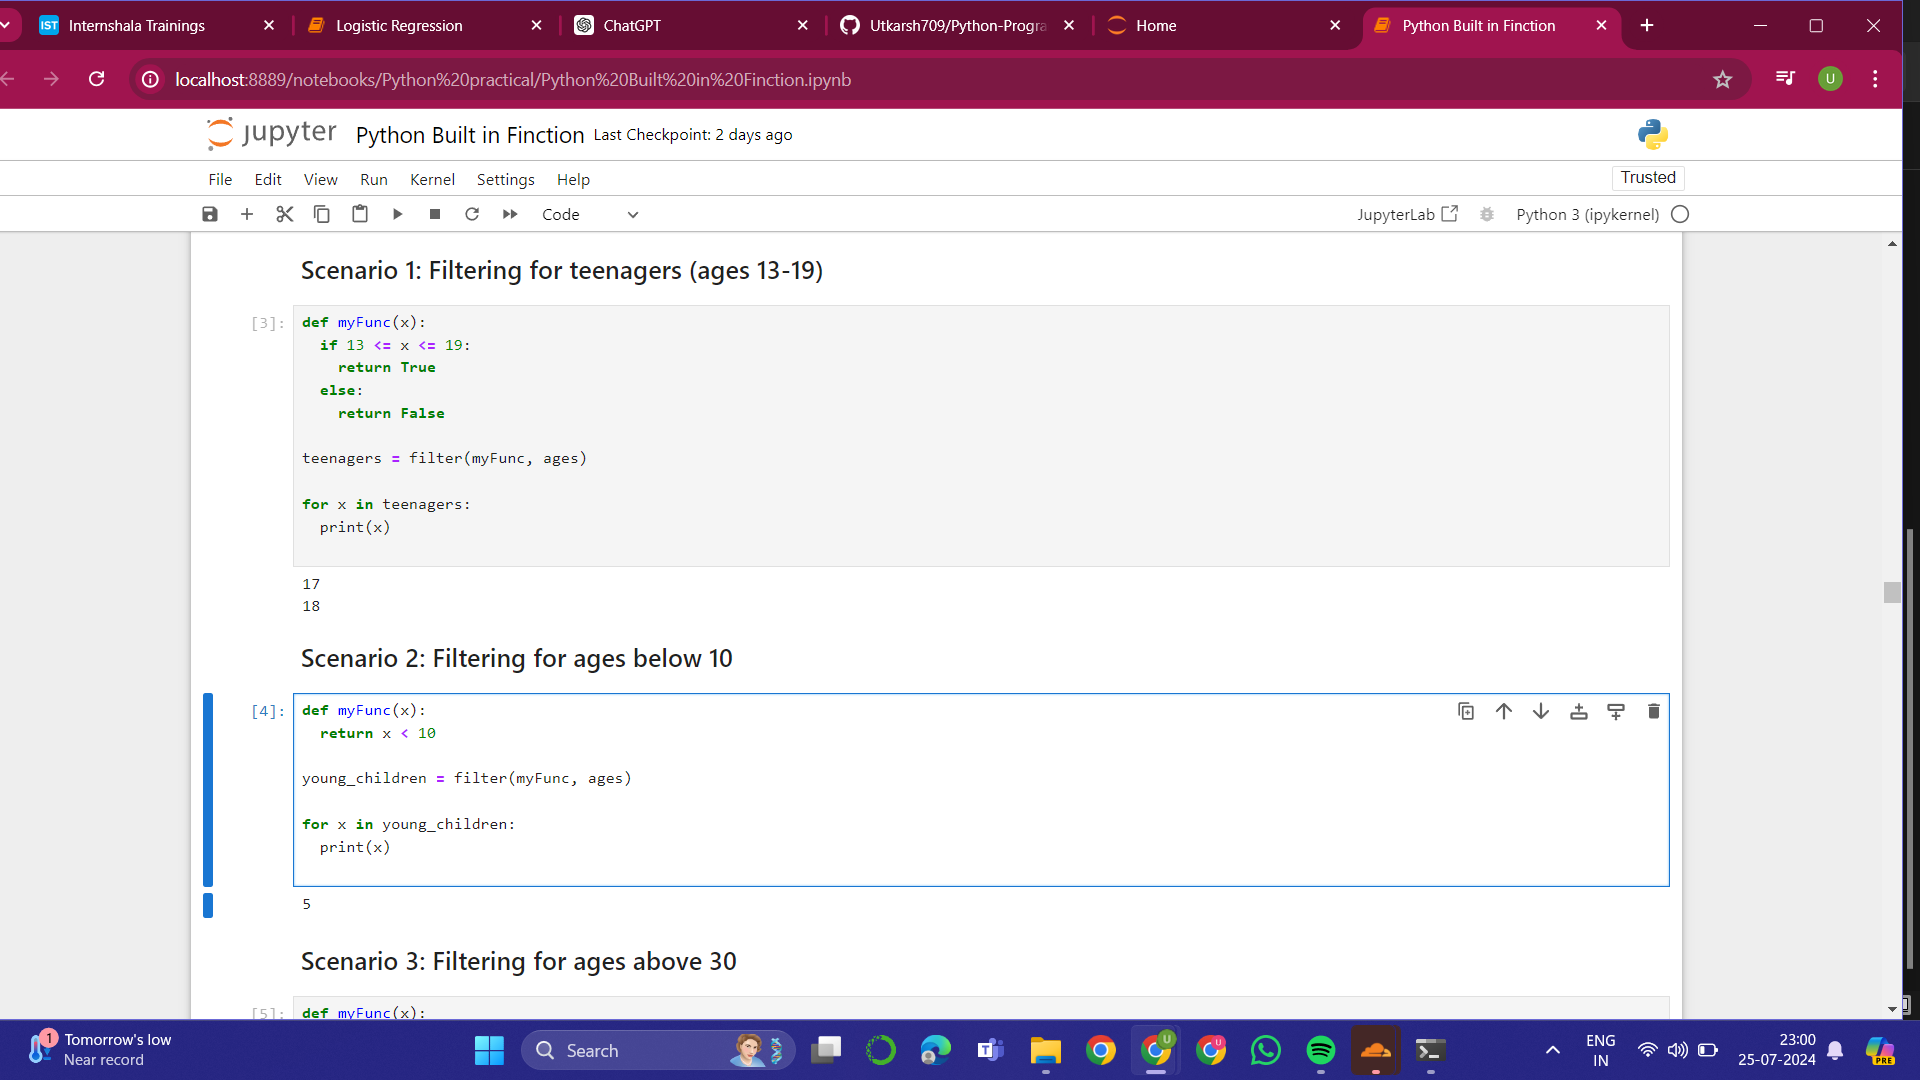 Internshala Trainings
Logistic Regression
ChatGPT
Utkarsh709/Python-Progra
Home
Python Built in Finction
localhost:8889/notebooks/Python%20practical/Python%20Built%20in%20Finction.ipynb
U
jupyter Python Built in Finction Last Checkpoint: 2 days ago
File Edit View Run Kernel Settings Help
Trusted
Code
JupyterLab
Python 3 (ipykernel)
Scenario 1: Filtering for teenagers (ages 13-19)
[3]: def myFunc(x):
  if 13 <= x <= 19:
    return True
  else:
    return False
teenagers = filter(myFunc, ages)
for x in teenagers:
  print(x)
17
18
Scenario 2: Filtering for ages below 10
[4]: def myFunc(x):
  return x < 10
young_children = filter(myFunc, ages)
for x in young_children:
  print(x)
5
Scenario 3: Filtering for ages above 30
[5]: def myFunc(x):
1
Tomorrow's low
Near record
Search
ENG
IN
23:00
25-07-2024
PRE